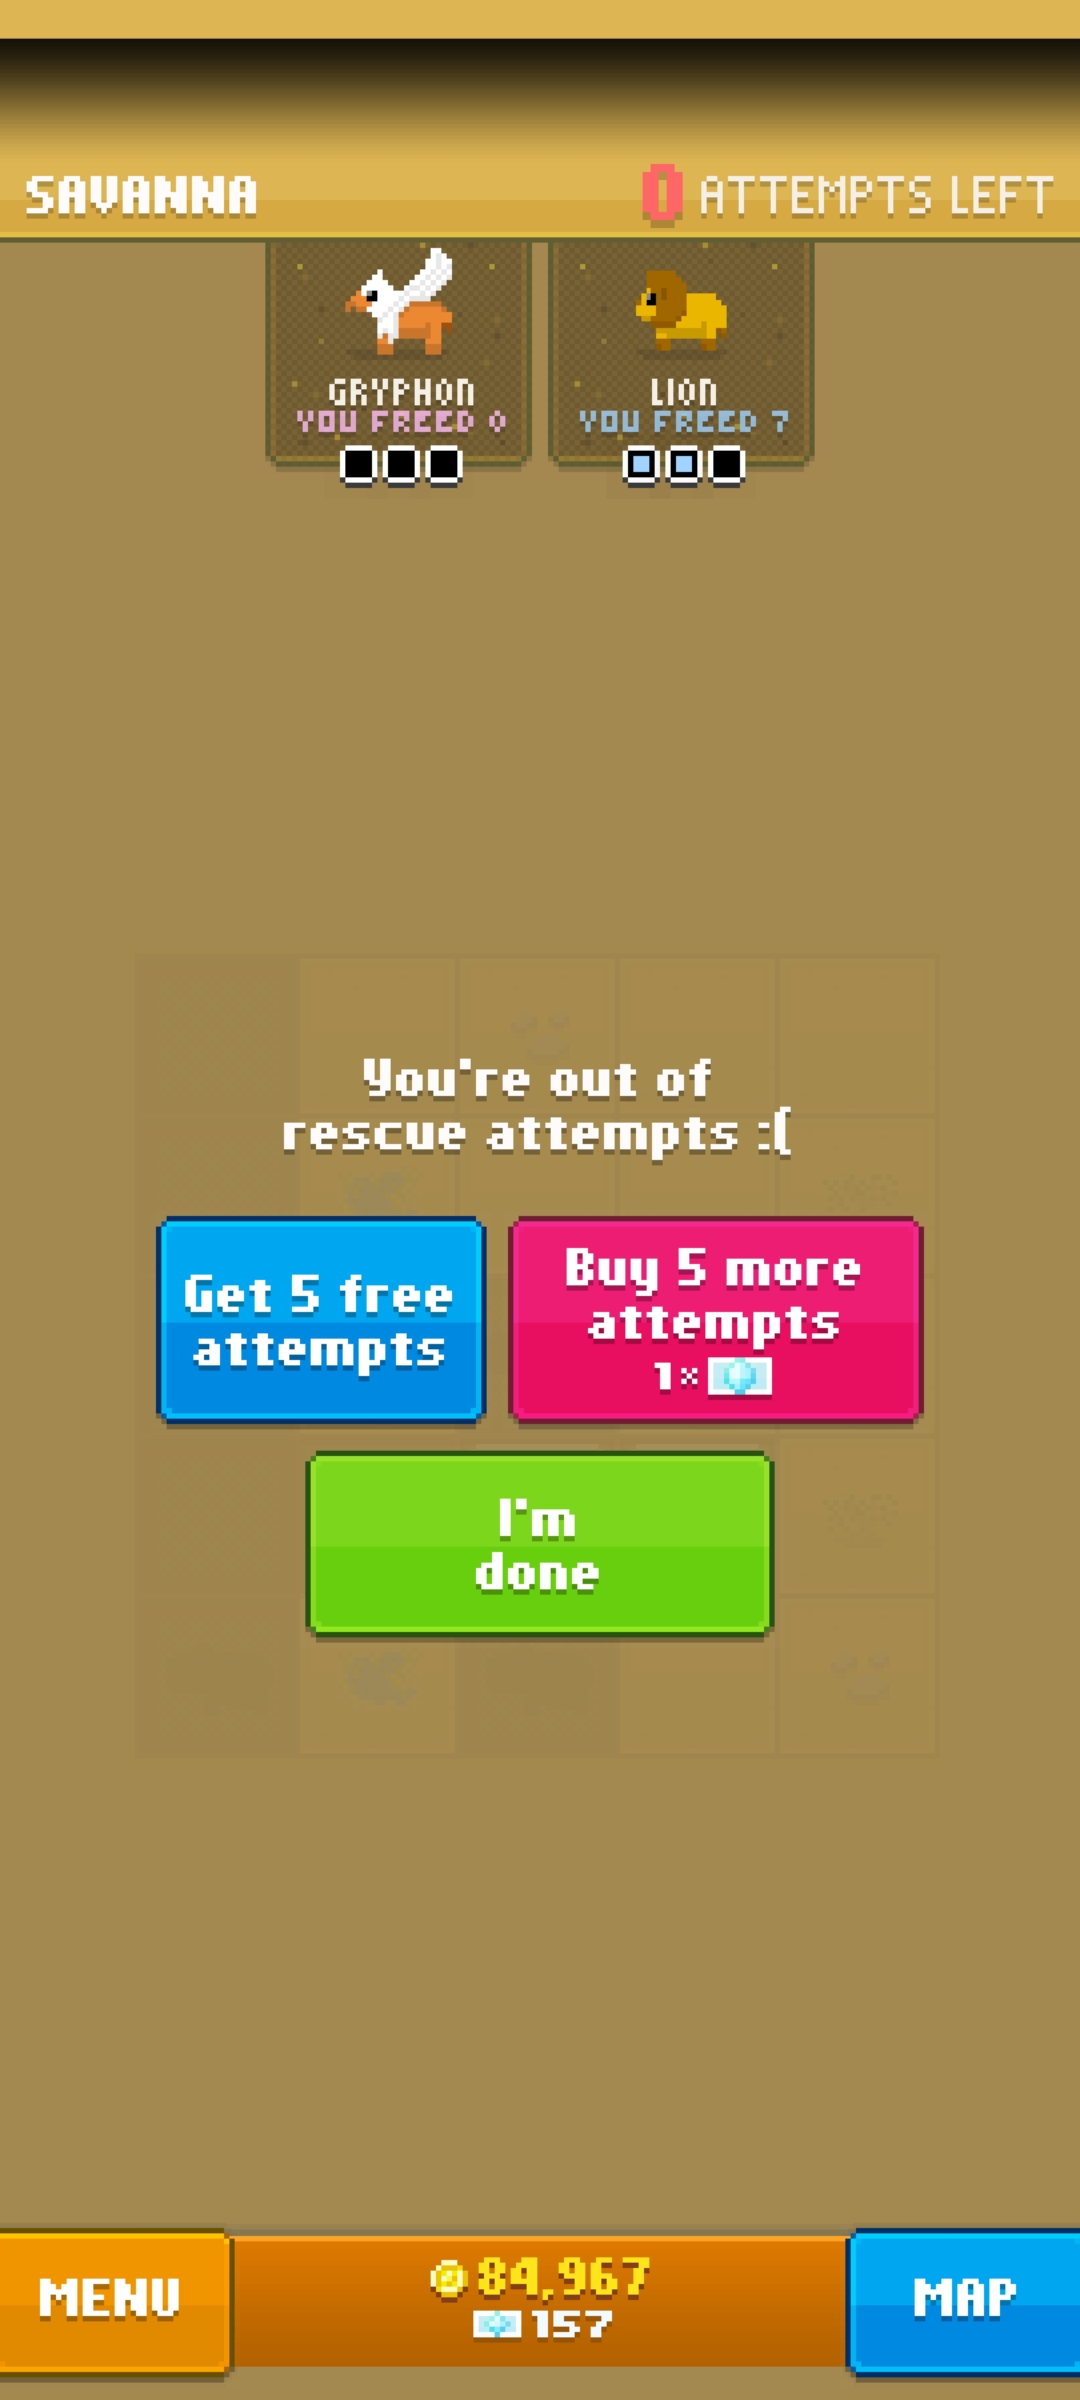 SAVANNA
0 ATTEMPTS LEFT
GRYPHON
YOU FREED 0
LION
YOU FREED 7
You're out of
rescue attempts :(
Get 5 free
attempts
Buy 5 more
attempts
1×
I'm
done
MENU
84,967
157
MAP